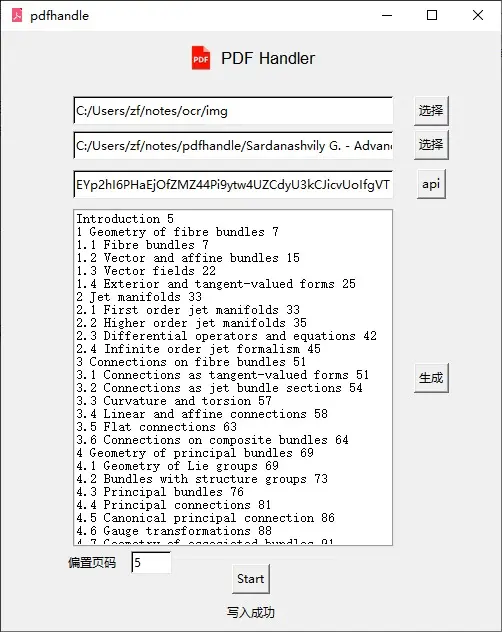 pdfhandle
PDF PDF Handler
C:/Users/zf/notes/ocr/img 选择
C:/Users/zf/notes/pdfhandle/Sardanashvily G. - Advanc 选择
EYp2hI6PHaEjOfZMZ44Pi9ytw4UZCdyU3kCJicvUoIfgVT api
Introduction 5
1 Geometry of fibre bundles 7
1.1 Fibre bundles 7
1.2 Vector and affine bundles 15
1.3 Vector fields 22
1.4 Exterior and tangent-valued forms 25
2 Jet manifolds 33
2.1 First order jet manifolds 33
2.2 Higher order jet manifolds 35
2.3 Differential operators and equations 42
2.4 Infinite order jet formalism 45
3 Connections on fibre bundles 51
3.1 Connections as tangent-valued forms 51
3.2 Connections as jet bundle sections 54
3.3 Curvature and torsion 57
3.4 Linear and affine connections 58
3.5 Flat connections 63
3.6 Connections on composite bundles 64
4 Geometry of principal bundles 69
4.1 Geometry of Lie groups 69
4.2 Bundles with structure groups 73
4.3 Principal bundles 76
4.4 Principal connections 81
4.5 Canonical principal connection 86
4.6 Gauge transformations 88
4.7 Geometry of associated bundles 91
生成
偏置页码 5
Start
写入成功